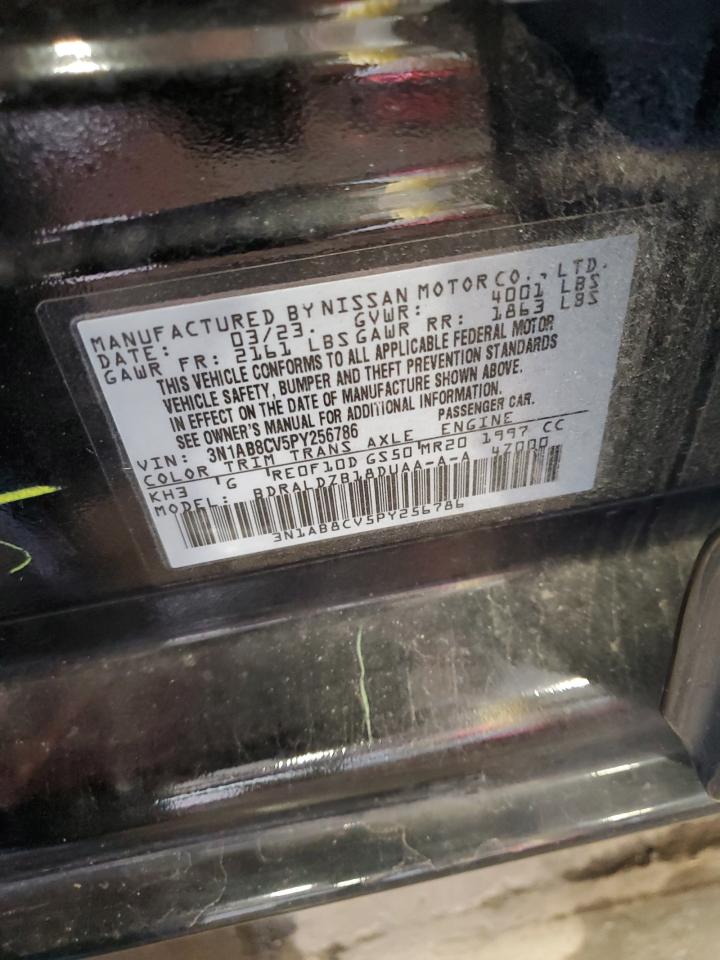 MANUFACTURED BY NISSAN MOTOR CO., LTD.
DATE: 03/23. GVWR: 4001 LBS
GAWR FR: 2161 LBS GAWR RR: 1863 LBS
THIS VEHICLE CONFORMS TO ALL APPLICABLE FEDERAL MOTOR
VEHICLE SAFETY, BUMPER AND THEFT PREVENTION STANDARDS
IN EFFECT ON THE DATE OF MANUFACTURE SHOWN ABOVE.
SEE OWNER'S MANUAL FOR ADDITIONAL INFORMATION.
VIN: 3N1AB8CV5PY256786 PASSENGER CAR.
COLOR TRIM TRANS AXLE ENGINE
KH3 G RE0F10D GS50 MR20 1997 CC
MODEL: BDRALDZB18DUAA-A-A 4Z000
3N1AB8CV5PY256786